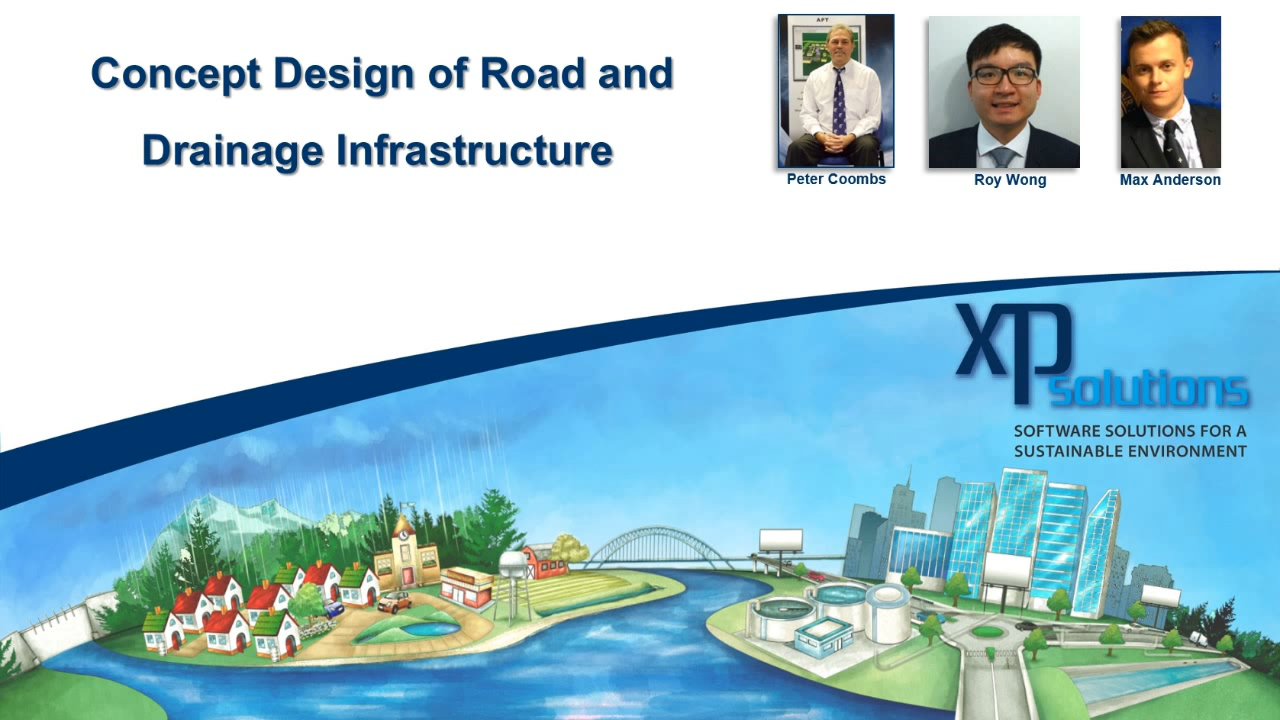 Concept Design of Road and
Drainage Infrastructure
AFT
Peter Coombs
Roy Wong
Max Anderson
xp
solutions
SOFTWARE SOLUTIONS FOR A
SUSTAINABLE ENVIRONMENT